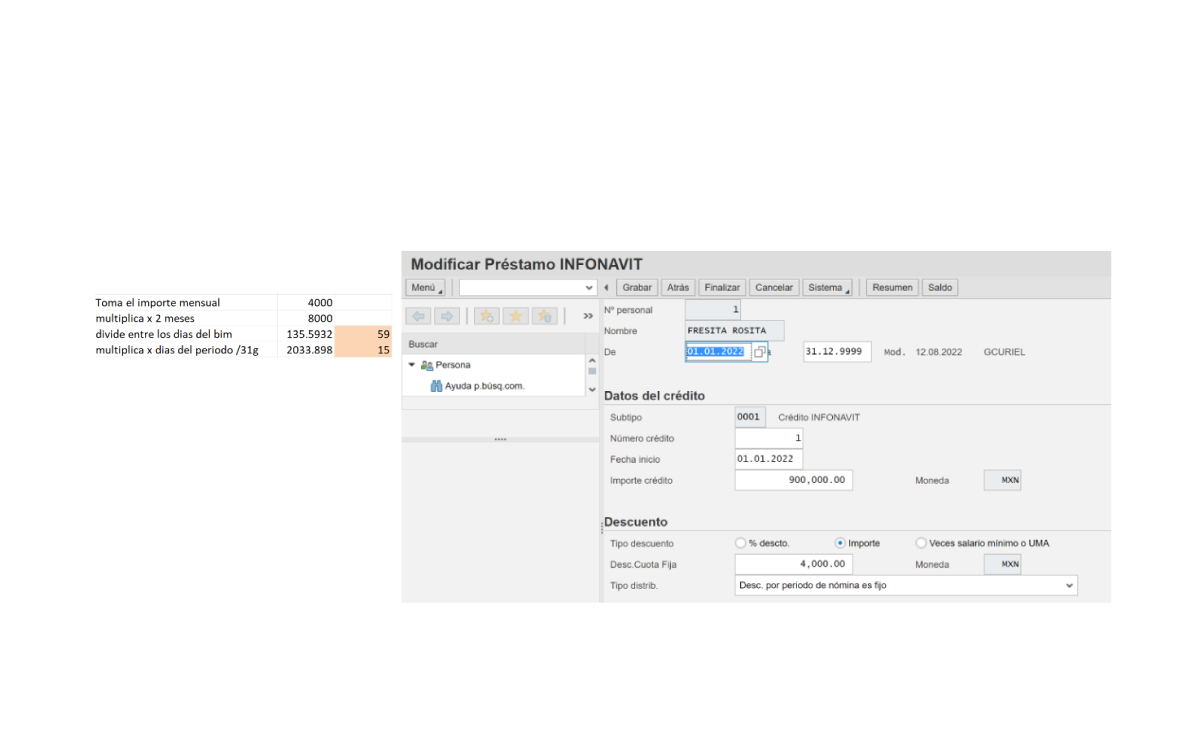 Toma el importe mensual 4000
multiplica x 2 meses 8000
divide entre los dias del bim 135.5932 59
multiplica x dias del periodo /31g 2033.898 15
Modificar Préstamo INFONAVIT
Menú Grabar Atrás Finalizar Cancelar Sistema Resumen Saldo
Buscar
Persona
Ayuda p.búsq.com.
Nº personal 1
Nombre FRESITA ROSITA
De 01.01.2022 a 31.12.9999 Mod. 12.08.2022 GCURIEL
Datos del crédito
Subtipo 0001 Crédito INFONAVIT
Número crédito 1
Fecha inicio 01.01.2022
Importe crédito 900,000.00 Moneda MXN
Descuento
Tipo descuento % descto. Importe Veces salario mínimo o UMA
Desc.Cuota Fija 4,000.00 Moneda MXN
Tipo distrib. Desc. por periodo de nómina es fijo